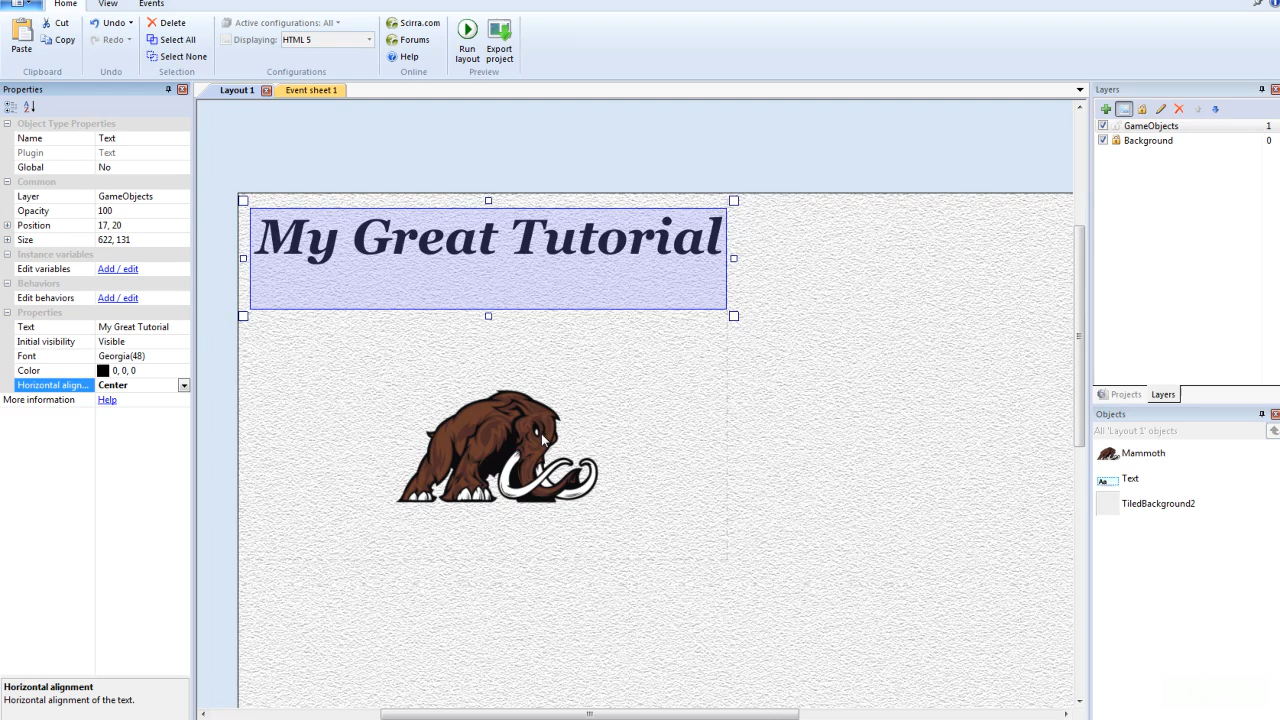 Home View Events
Paste Cut Copy Undo Redo Delete Select All Select None Active configurations: All Displaying: HTML 5 Scirra.com Forums Help Run layout Export project
Clipboard Undo Selection Configurations Online Preview
Properties
Layout 1 Event sheet 1
Layers
Object Type Properties
Name Text
Plugin Text
Global No
Common
Layer GameObjects
Opacity 100
Position 17, 20
Size 622, 131
Instance variables
Edit variables Add / edit
Behaviors
Edit behaviors Add / edit
Properties
Text My Great Tutorial
Initial visibility Visible
Font Georgia(48)
Color 0, 0, 0
Horizontal align... Center
More information Help
Horizontal alignment
Horizontal alignment of the text.
My Great Tutorial
GameObjects 1
Background 0
Projects Layers
Objects
All 'Layout 1' objects
Mammoth
Aa Text
TiledBackground2